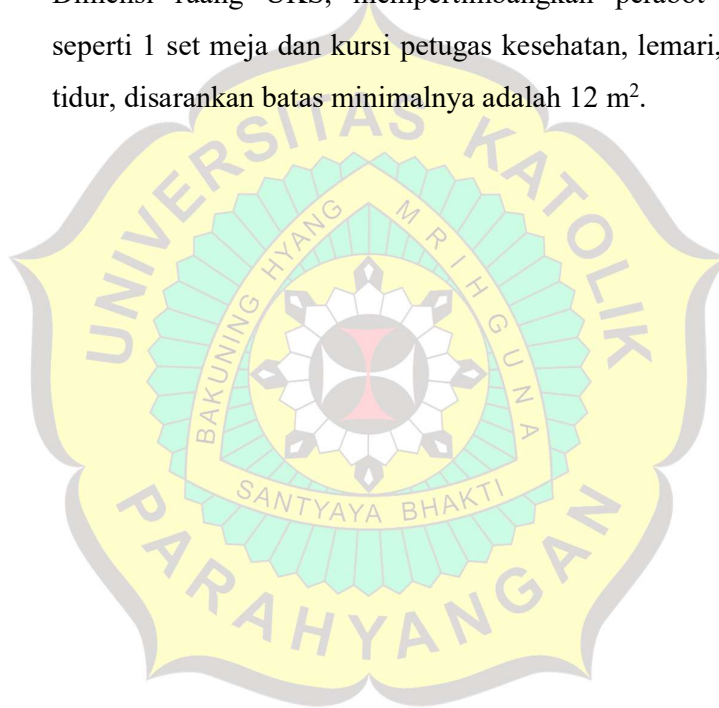 Dimensi ruang UKS, mempertimbangkan perabot
seperti 1 set meja dan kursi petugas kesehatan, lemari,
tidur, disarankan batas minimalnya adalah 12 m².
UNIVERSITAS KATOLIK
BAKUNING HYANG MRIHGUNA
SANTYAYA BHAKTI
PARAHYANGAN